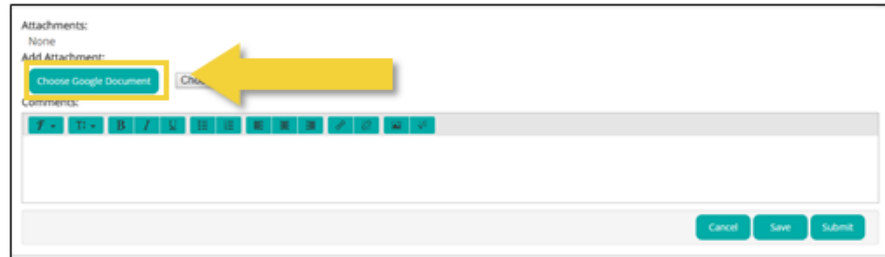 Attachments:
None
Add Attachment:
Choose Google Document
Comments:
B I U
Cancel Save Submit